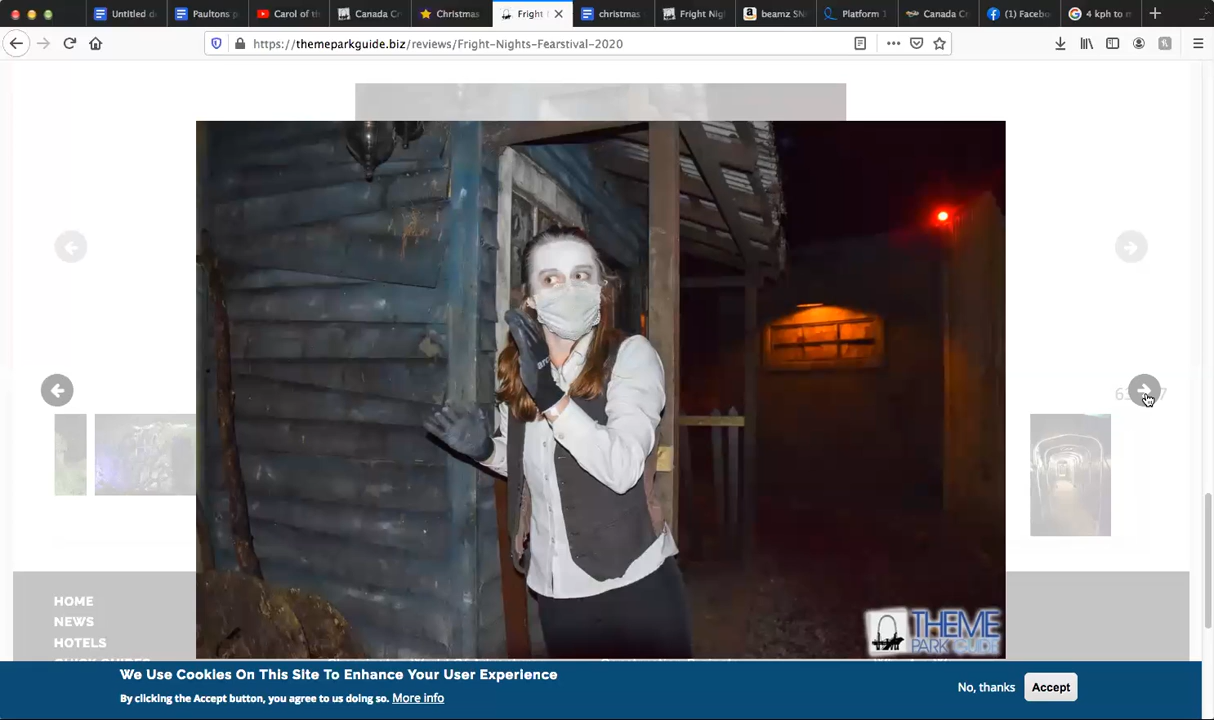 Untitled d
Paultons p
Carol of th
Canada Cr
Christmas
Fright
christmas
Fright Nig
beamz SN
Platform 1
Canada Cr
(1) Facebo
4 kph to m
https://themeparkguide.biz/reviews/Fright-Nights-Fearstival-2020
THEME
PARK GUIDE
HOME
NEWS
HOTELS
We Use Cookies On This Site To Enhance Your User Experience
By clicking the Accept button, you agree to us doing so. More info
No, thanks
Accept